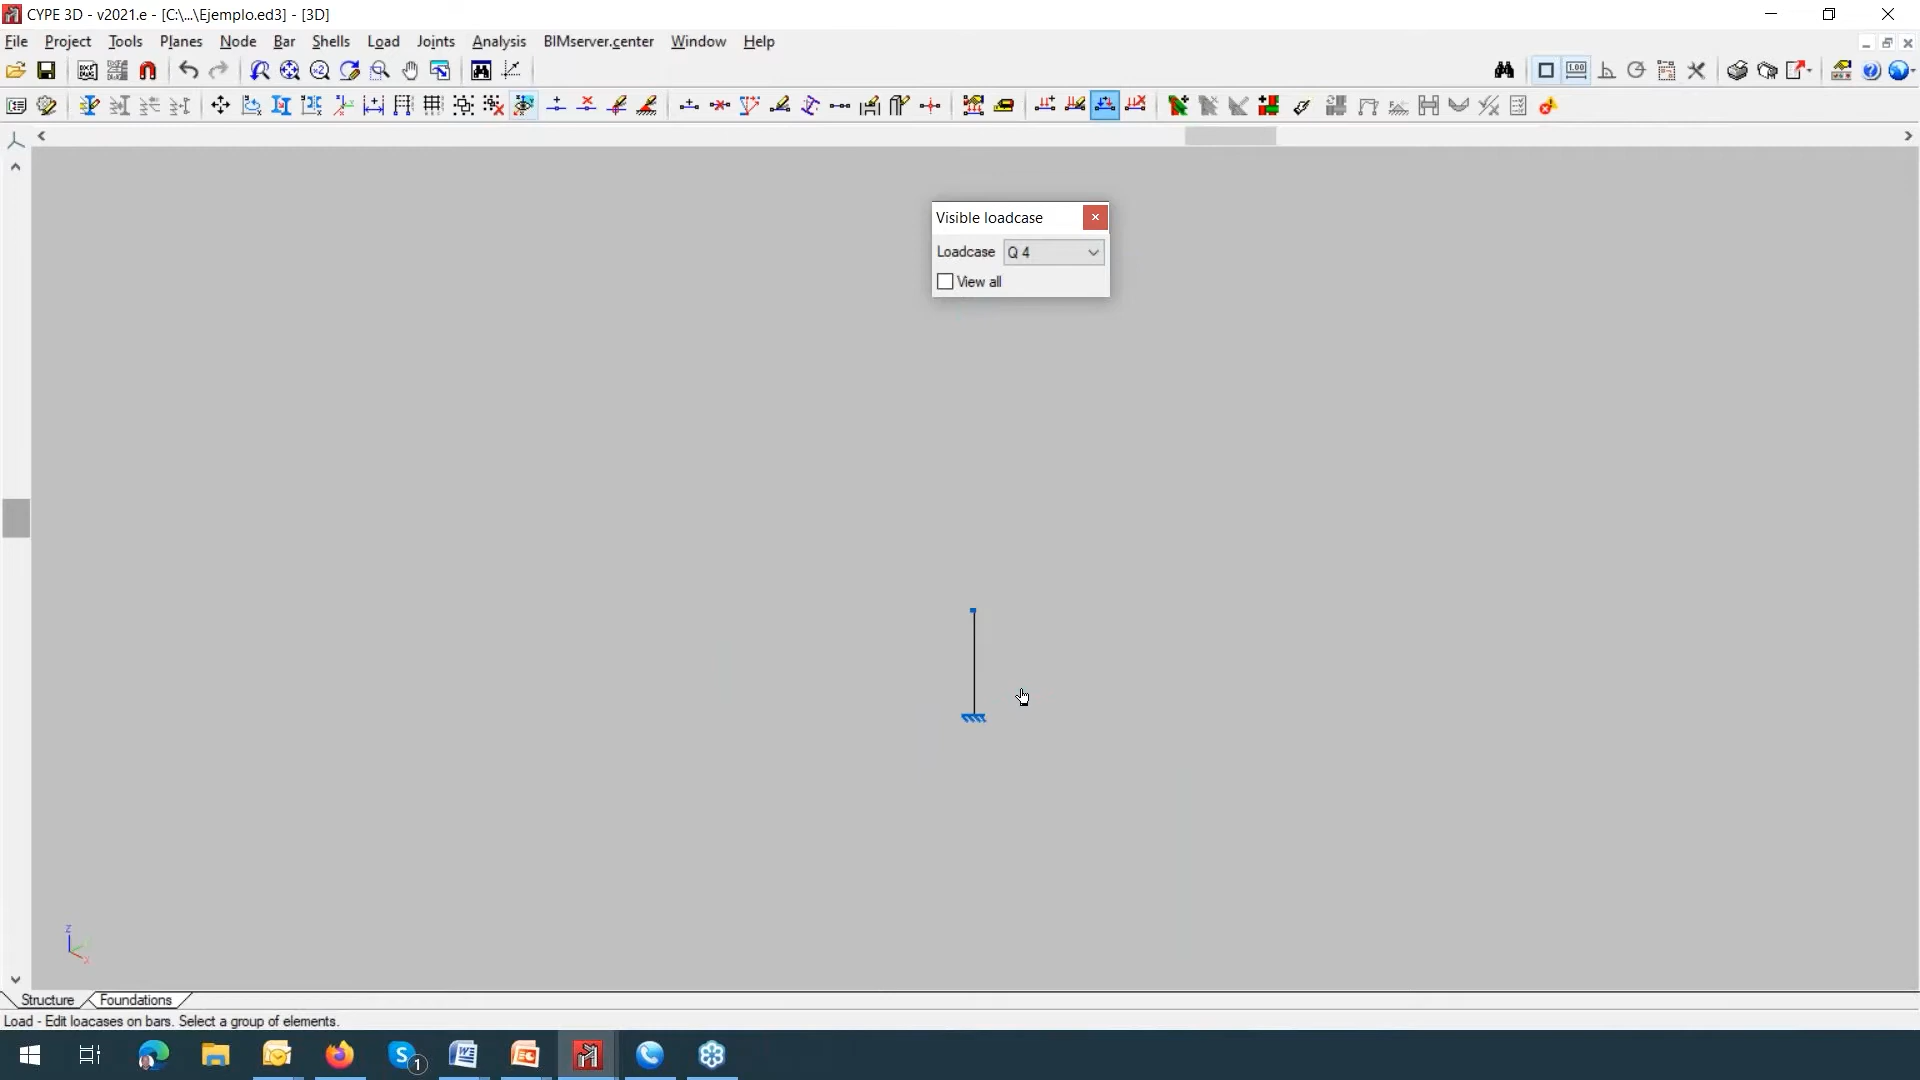 CYPE 3D - v2021.e - [C:\...\Ejemplo.ed3] - [3D]
File Project Tools Planes Node Bar Shells Load Joints Analysis BIMserver.center Window Help
Visible loadcase
Loadcase Q 4
View all
z
x
Structure Foundations
Load - Edit loacases on bars. Select a group of elements.
1